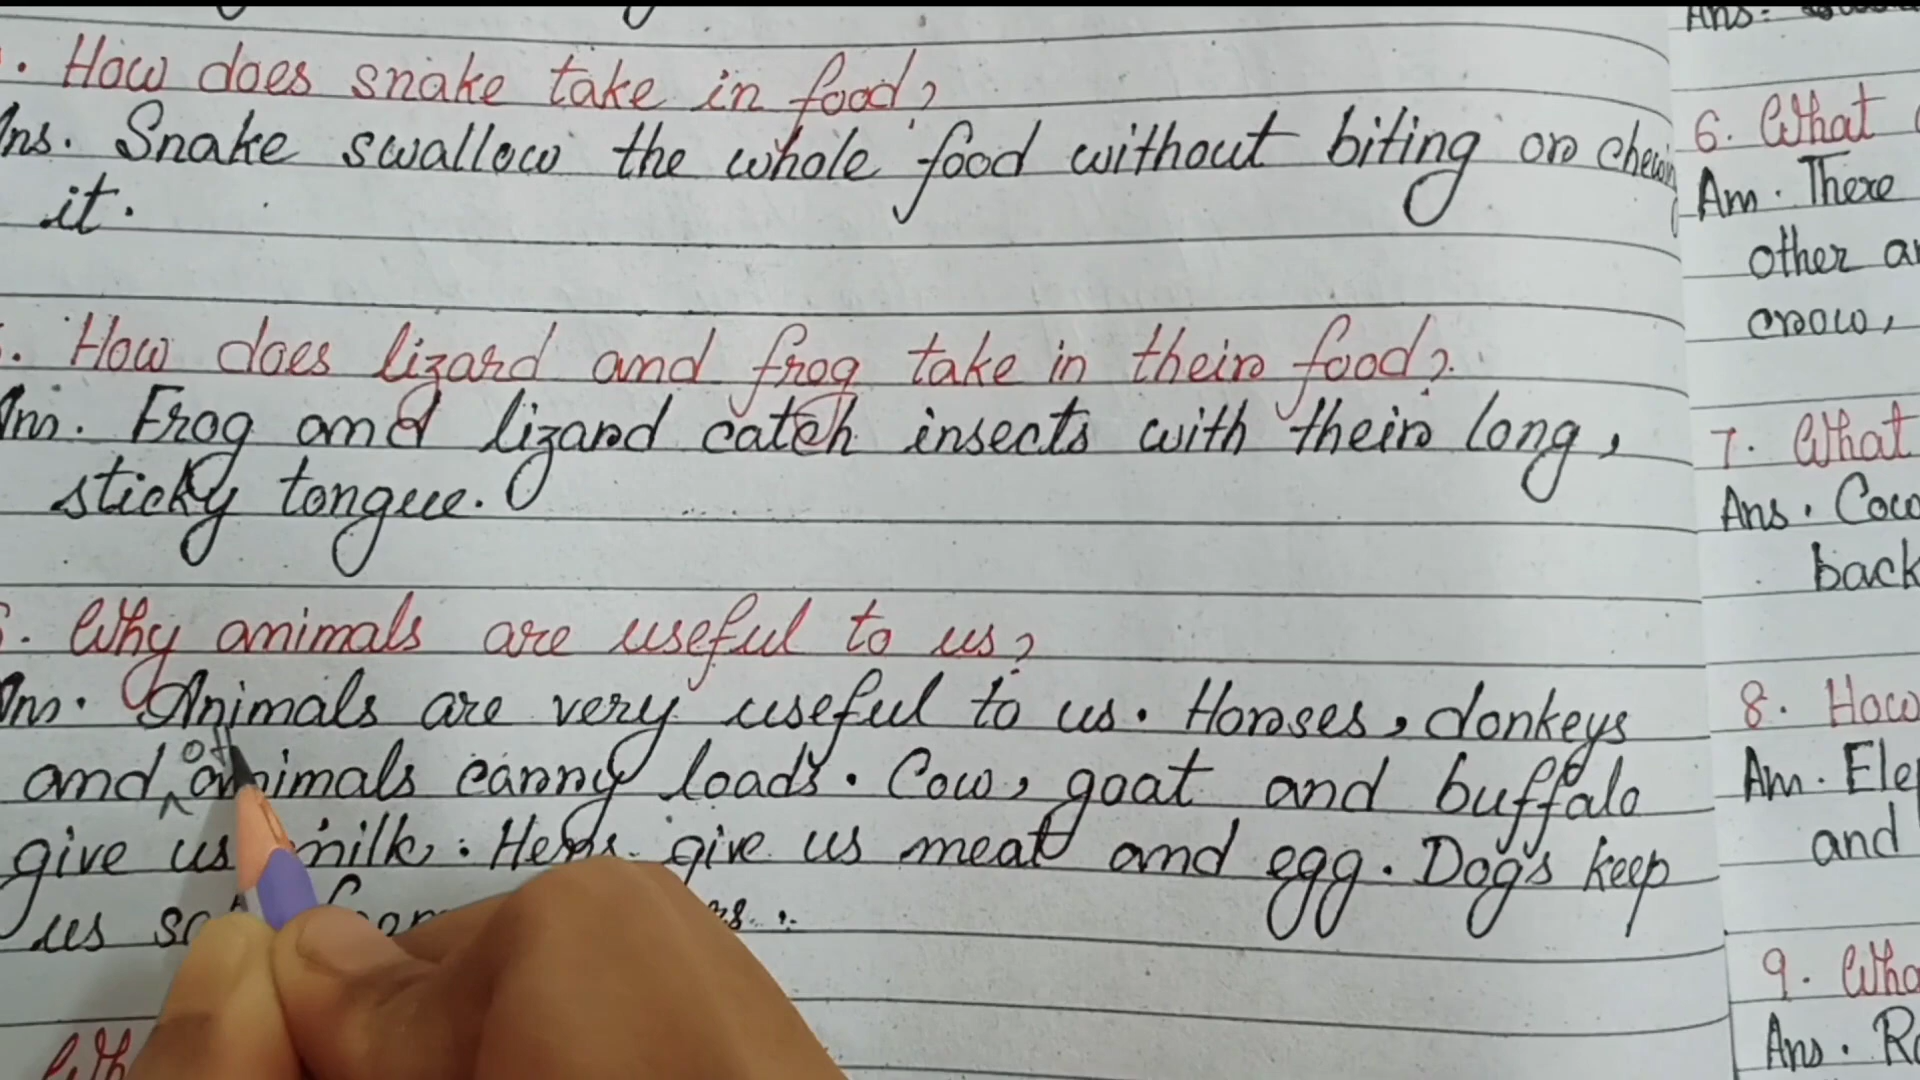 . How does snake take in food?
Ans. Snake swallow the whole food without biting or chewing
it.
. How does lizard and frog take in their food?
Ans. Frog and lizard catch insects with their long,
sticky tongue.
. Why animals are useful to us?
Ans. Animals are very useful to us. Horses, donkeys
and animals carry loads. Cow, goat and buffalo
give us milk. Hens give us meat and egg. Dogs keep
us
Ans.
6. What
Ans. There
other
crow,
7. What
Ans. Cow
back
8. How
Ans.
and
9.
Ans.